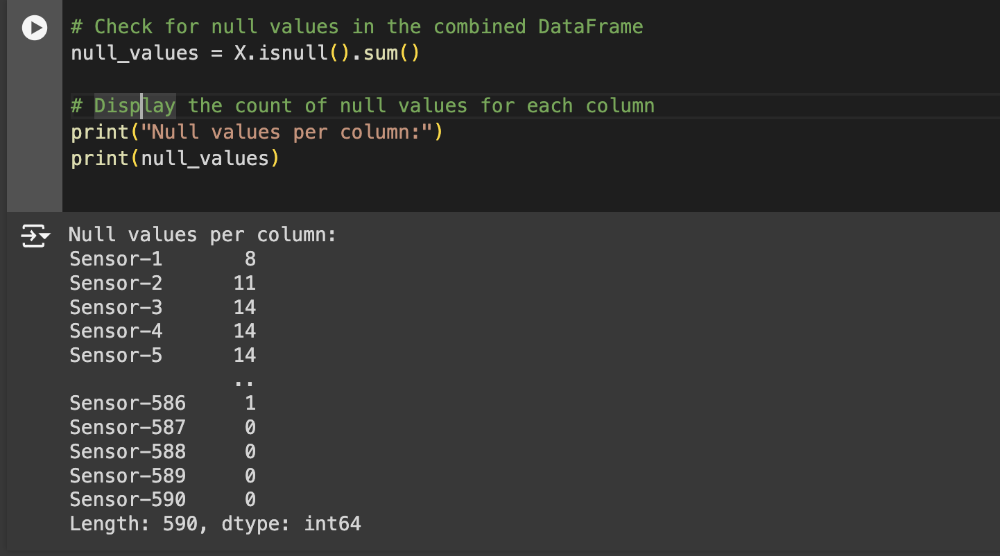 # Check for null values in the combined DataFrame
null_values = X.isnull().sum()
# Display the count of null values for each column
print("Null values per column:")
print(null_values)
Null values per column:
Sensor-1       8
Sensor-2      11
Sensor-3      14
Sensor-4      14
Sensor-5      14
              ..
Sensor-586     1
Sensor-587     0
Sensor-588     0
Sensor-589     0
Sensor-590     0
Length: 590, dtype: int64